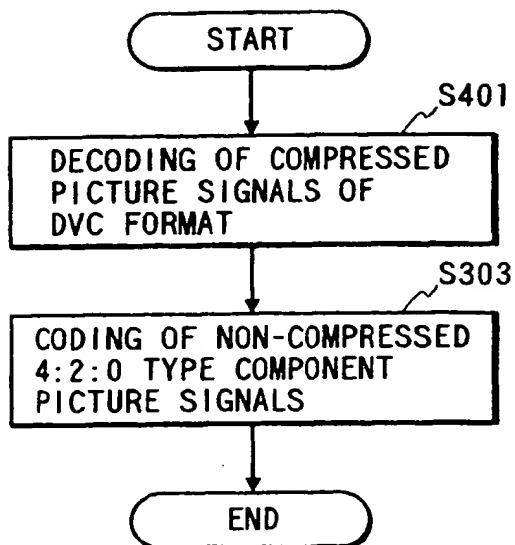 START
S401
DECODING OF COMPRESSED
PICTURE SIGNALS OF
DVC FORMAT
S303
CODING OF NON-COMPRESSED
4:2:0 TYPE COMPONENT
PICTURE SIGNALS
END